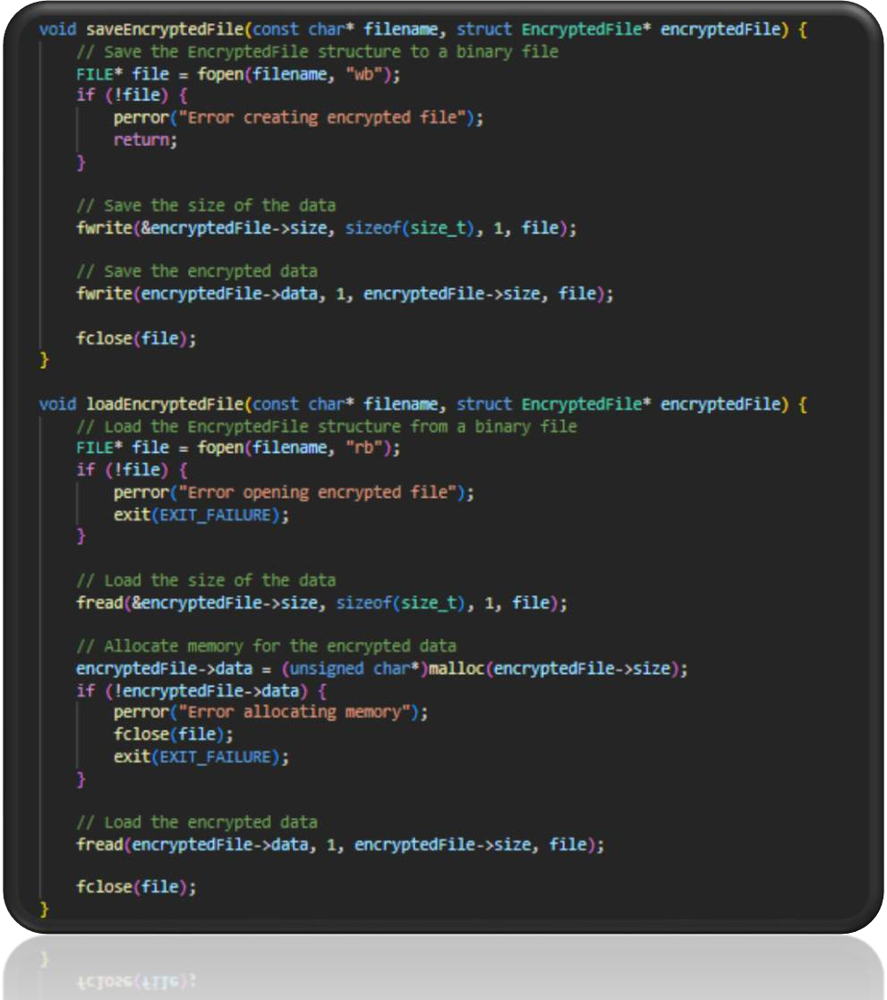 void saveEncryptedFile(const char* filename, struct EncryptedFile* encryptedFile) {
    // Save the EncryptedFile structure to a binary file
    FILE* file = fopen(filename, "wb");
    if (!file) {
        perror("Error creating encrypted file");
        return;
    }

    // Save the size of the data
    fwrite(&encryptedFile->size, sizeof(size_t), 1, file);

    // Save the encrypted data
    fwrite(encryptedFile->data, 1, encryptedFile->size, file);

    fclose(file);
}

void loadEncryptedFile(const char* filename, struct EncryptedFile* encryptedFile) {
    // Load the EncryptedFile structure from a binary file
    FILE* file = fopen(filename, "rb");
    if (!file) {
        perror("Error opening encrypted file");
        exit(EXIT_FAILURE);
    }

    // Load the size of the data
    fread(&encryptedFile->size, sizeof(size_t), 1, file);

    // Allocate memory for the encrypted data
    encryptedFile->data = (unsigned char*)malloc(encryptedFile->size);
    if (!encryptedFile->data) {
        perror("Error allocating memory");
        fclose(file);
        exit(EXIT_FAILURE);
    }

    // Load the encrypted data
    fread(encryptedFile->data, 1, encryptedFile->size, file);

    fclose(file);
}